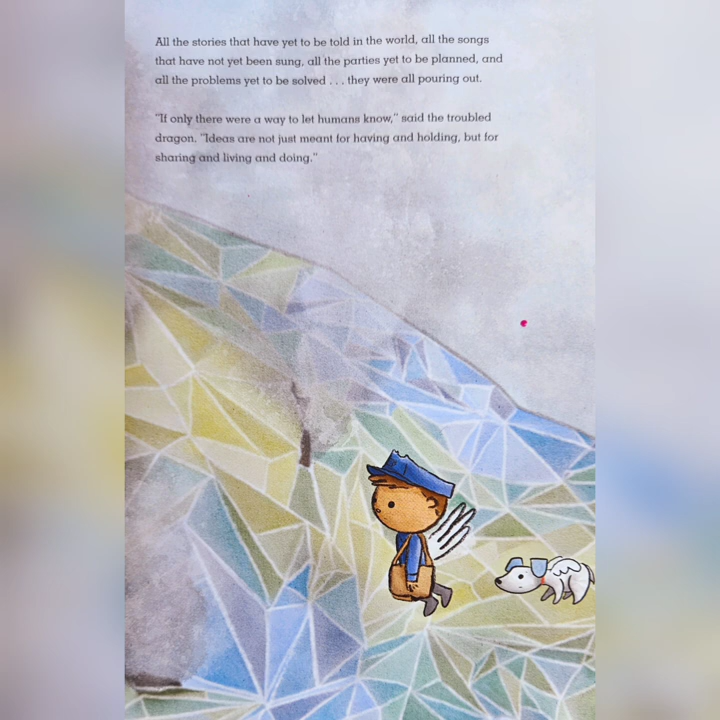 All the stories that have yet to be told in the world, all the songs
that have not yet been sung, all the parties yet to be planned, and
all the problems yet to be solved . . . they were all pouring out.
"If only there were a way to let humans know," said the troubled
dragon. "Ideas are not just meant for having and holding, but for
sharing and living and doing."